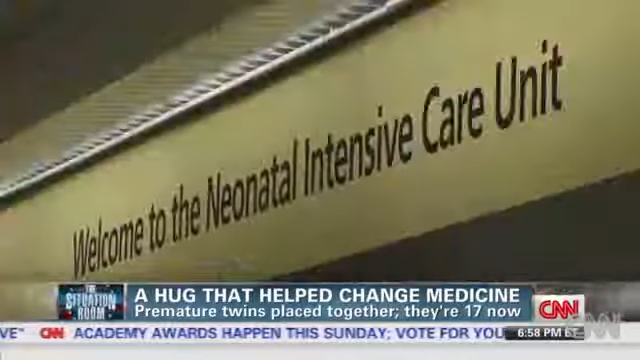 Welcome to the Neonatal Intensive Care Unit
THE SITUATION ROOM
A HUG THAT HELPED CHANGE MEDICINE
Premature twins placed together; they're 17 now
CNN
VE" CNN ACADEMY AWARDS HAPPEN THIS SUNDAY; VOTE FOR YOU
6:58 PM ET